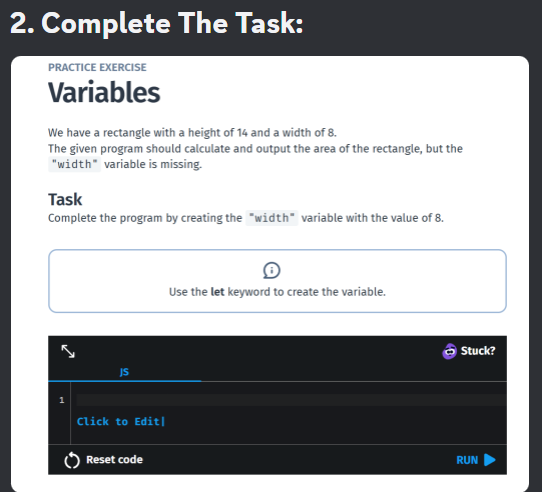 2. Complete The Task:
PRACTICE EXERCISE
Variables
We have a rectangle with a height of 14 and a width of 8.
The given program should calculate and output the area of the rectangle, but the
"width" variable is missing.
Task
Complete the program by creating the "width" variable with the value of 8.
Use the let keyword to create the variable.
Stuck?
JS
1
Click to Edit|
Reset code
RUN